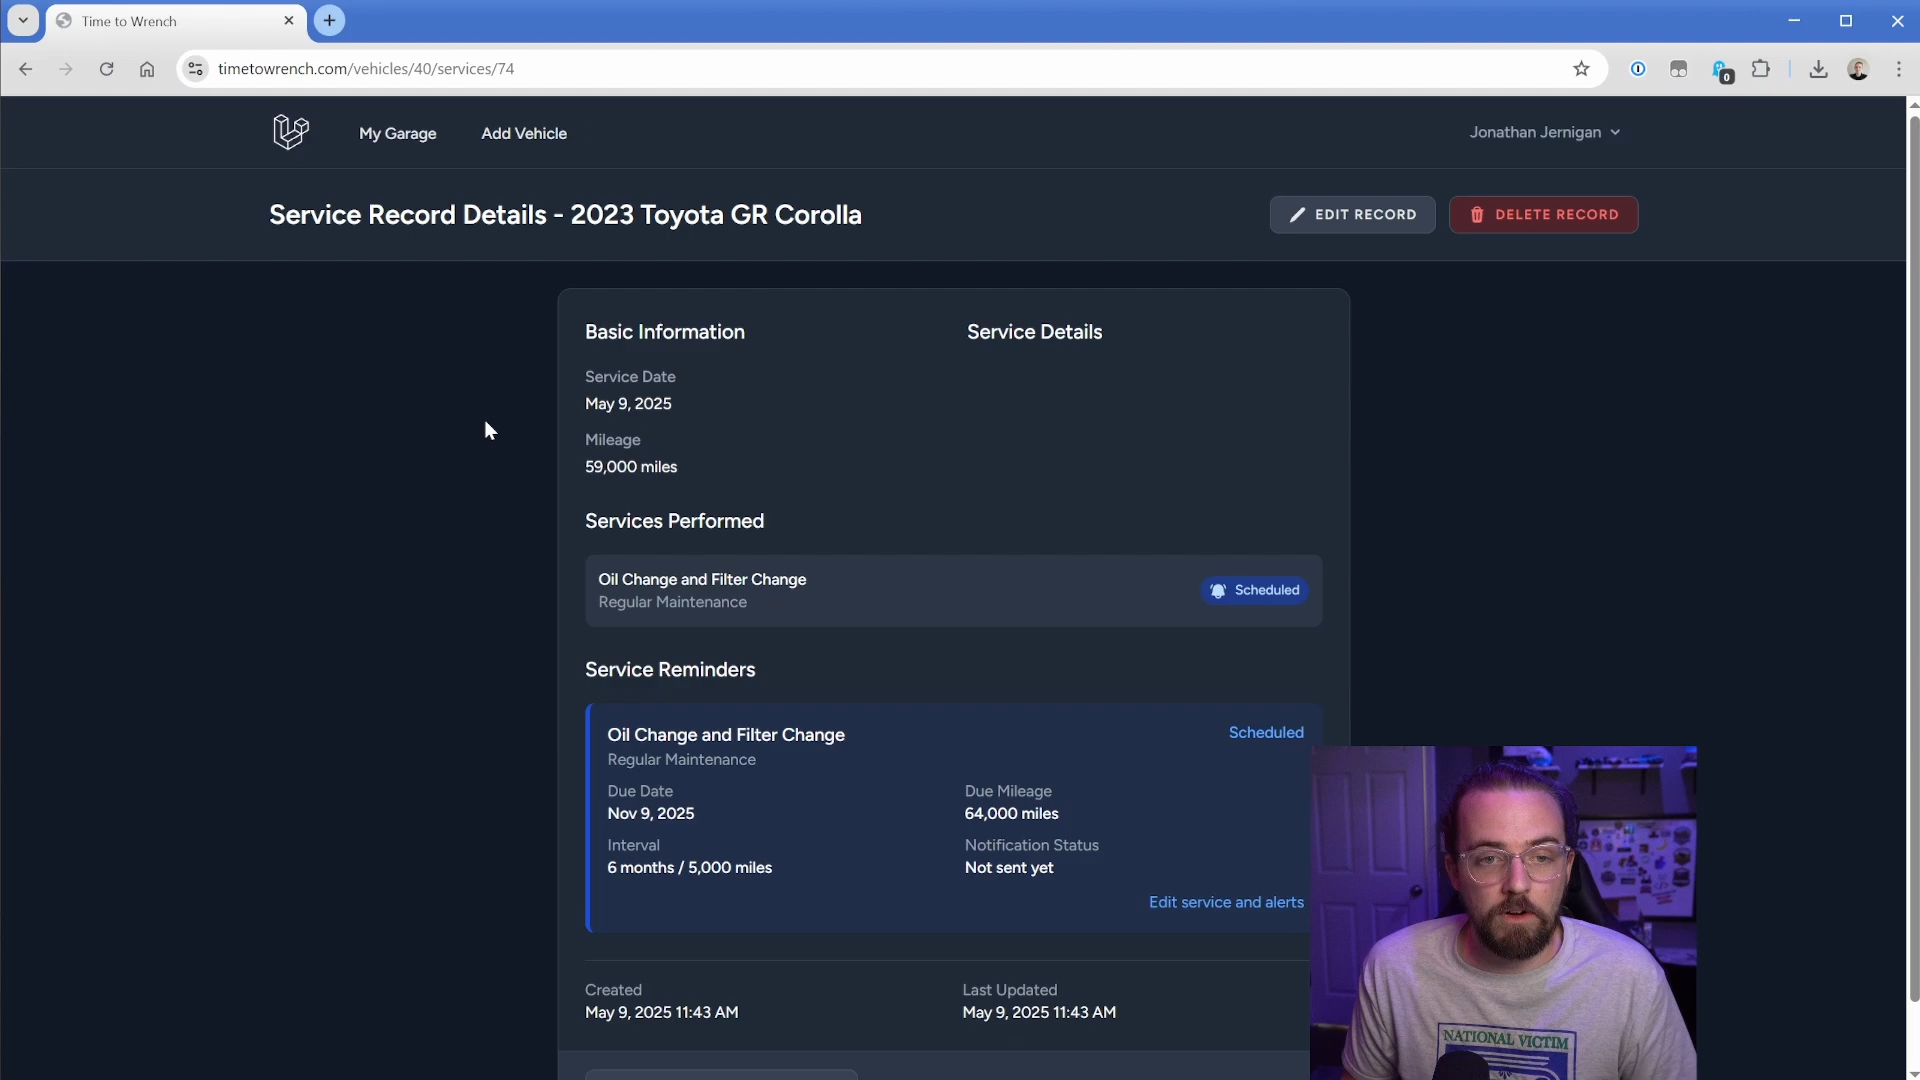 Time to Wrench
timetowrench.com/vehicles/40/services/74
0
My Garage
Add Vehicle
Jonathan Jernigan
Service Record Details - 2023 Toyota GR Corolla
EDIT RECORD
DELETE RECORD
Basic Information
Service Details
Service Date
May 9, 2025
Mileage
59,000 miles
Services Performed
Oil Change and Filter Change
Regular Maintenance
Scheduled
Service Reminders
Oil Change and Filter Change
Scheduled
Regular Maintenance
Due Date
Due Mileage
Nov 9, 2025
64,000 miles
Interval
Notification Status
6 months / 5,000 miles
Not sent yet
Edit service and alerts
Created
Last Updated
May 9, 2025 11:43 AM
May 9, 2025 11:43 AM
NATIONAL VICTIM